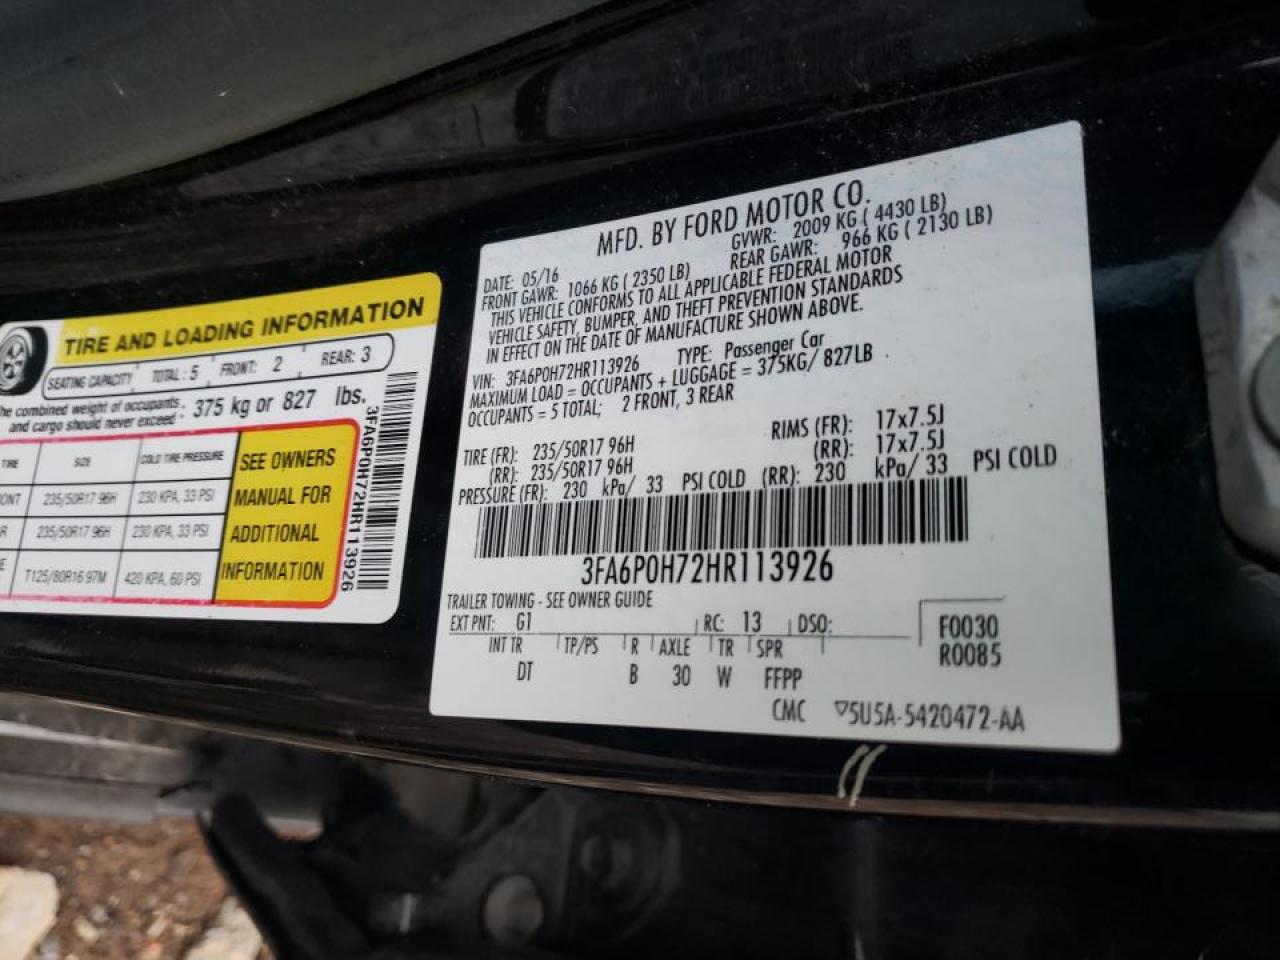 TIRE AND LOADING INFORMATION
SEATING CAPACITY TOTAL: 5 FRONT: 2 REAR: 3
he combined weight of occupants and cargo should never exceed : 375 kg or 827 lbs.
TIRE SIZE COLD TIRE PRESSURE
ONT 235/50R17 96H 230 KPA, 33 PSI
AR 235/50R17 96H 230 KPA, 33 PSI
E T125/80R16 97M 420 KPA, 60 PSI
SEE OWNERS
MANUAL FOR
ADDITIONAL
INFORMATION
3FA6P0H72HR113926
MFD. BY FORD MOTOR CO.
DATE: 05/16 GVWR: 2009 KG ( 4430 LB)
FRONT GAWR: 1066 KG ( 2350 LB) REAR GAWR: 966 KG ( 2130 LB)
THIS VEHICLE CONFORMS TO ALL APPLICABLE FEDERAL MOTOR
VEHICLE SAFETY, BUMPER, AND THEFT PREVENTION STANDARDS
IN EFFECT ON THE DATE OF MANUFACTURE SHOWN ABOVE.
VIN: 3FA6P0H72HR113926 TYPE: Passenger Car
MAXIMUM LOAD = OCCUPANTS + LUGGAGE = 375KG/ 827LB
OCCUPANTS = 5 TOTAL; 2 FRONT, 3 REAR
TIRE (FR): 235/50R17 96H RIMS (FR): 17x7.5J
(RR): 235/50R17 96H (RR): 17x7.5J
PRESSURE (FR): 230 kPa/ 33 PSI COLD (RR): 230 kPa/ 33 PSI COLD
3FA6P0H72HR113926
TRAILER TOWING - SEE OWNER GUIDE
EXT PNT: G1 RC: 13 DSO:
INT TR TP/PS R AXLE TR SPR
DT B 30 W FFPP
F0030
R0085
CMC ▽5U5A-5420472-AA